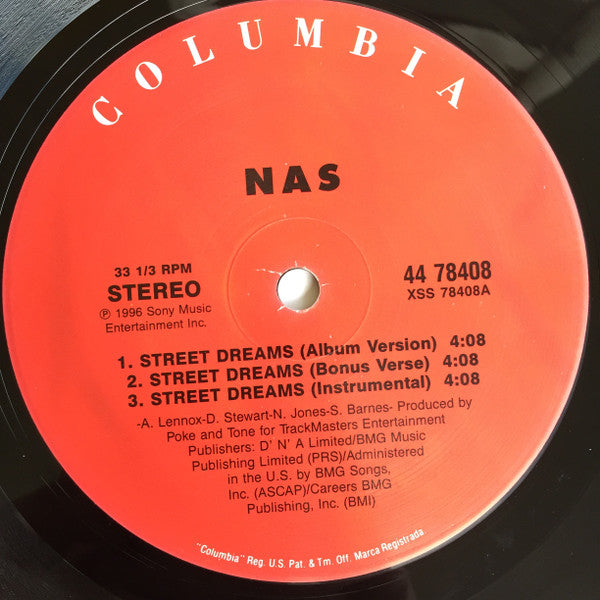 COLUMBIA
NAS
33 1/3 RPM
STEREO
℗ 1996 Sony Music
Entertainment Inc.
44 78408
XSS 78408A
1. STREET DREAMS (Album Version) 4:08
2. STREET DREAMS (Bonus Verse) 4:08
3. STREET DREAMS (Instrumental) 4:08
-A. Lennox-D. Stewart-N. Jones-S. Barnes- Produced by
Poke and Tone for TrackMasters Entertainment
Publishers: D' N' A Limited/BMG Music
Publishing Limited (PRS)/Administered
in the U.S. by BMG Songs,
Inc. (ASCAP)/Careers BMG
Publishing, Inc. (BMI)
"Columbia" Reg. U.S. Pat. & Tm. Off. Marca Registrada.